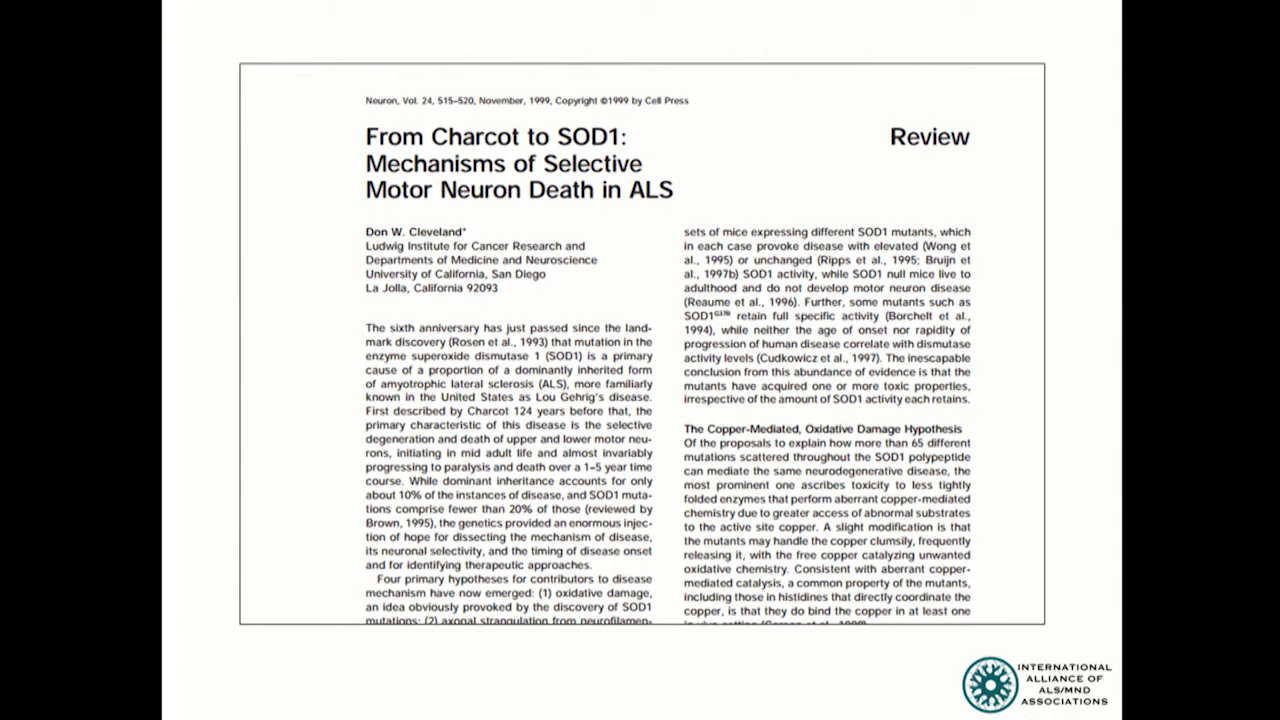 Neuron, Vol. 24, 515–520, November, 1999, Copyright ©1999 by Cell Press
From Charcot to SOD1:
Mechanisms of Selective
Motor Neuron Death in ALS
Review
Don W. Cleveland*
Ludwig Institute for Cancer Research and
Departments of Medicine and Neuroscience
University of California, San Diego
La Jolla, California 92093
The sixth anniversary has just passed since the land-
mark discovery (Rosen et al., 1993) that mutation in the
enzyme superoxide dismutase 1 (SOD1) is a primary
cause of a proportion of a dominantly inherited form
of amyotrophic lateral sclerosis (ALS), more familiarly
known in the United States as Lou Gehrig's disease.
First described by Charcot 124 years before that, the
primary characteristic of this disease is the selective
degeneration and death of upper and lower motor neu-
rons, initiating in mid adult life and almost invariably
progressing to paralysis and death over a 1–5 year time
course. While dominant inheritance accounts for only
about 10% of the instances of disease, and SOD1 muta-
tions comprise fewer than 20% of those (reviewed by
Brown, 1995), the genetics provided an enormous injec-
tion of hope for dissecting the mechanism of disease,
its neuronal selectivity, and the timing of disease onset
and for identifying therapeutic approaches.
Four primary hypotheses for contributors to disease
mechanism have now emerged: (1) oxidative damage,
an idea obviously provoked by the discovery of SOD1
mutations; (2) axonal strangulation from neurofilamen-
sets of mice expressing different SOD1 mutants, which
in each case provoke disease with elevated (Wong et
al., 1995) or unchanged (Ripps et al., 1995; Bruijn et
al., 1997b) SOD1 activity, while SOD1 null mice live to
adulthood and do not develop motor neuron disease
(Reaume et al., 1996). Further, some mutants such as
SOD1G37R retain full specific activity (Borchelt et al.,
1994), while neither the age of onset nor rapidity of
progression of human disease correlate with dismutase
activity levels (Cudkowicz et al., 1997). The inescapable
conclusion from this abundance of evidence is that the
mutants have acquired one or more toxic properties,
irrespective of the amount of SOD1 activity each retains.
The Copper-Mediated, Oxidative Damage Hypothesis
Of the proposals to explain how more than 65 different
mutations scattered throughout the SOD1 polypeptide
can mediate the same neurodegenerative disease, the
most prominent one ascribes toxicity to less tightly
folded enzymes that perform aberrant copper-mediated
chemistry due to greater access of abnormal substrates
to the active site copper. A slight modification is that
the mutants may handle the copper clumsily, frequently
releasing it, with the free copper catalyzing unwanted
oxidative chemistry. Consistent with aberrant copper-
mediated catalysis, a common property of the mutants,
including those in histidines that directly coordinate the
copper, is that they do bind the copper in at least one
INTERNATIONAL
ALLIANCE OF
ALS/MND
ASSOCIATIONS